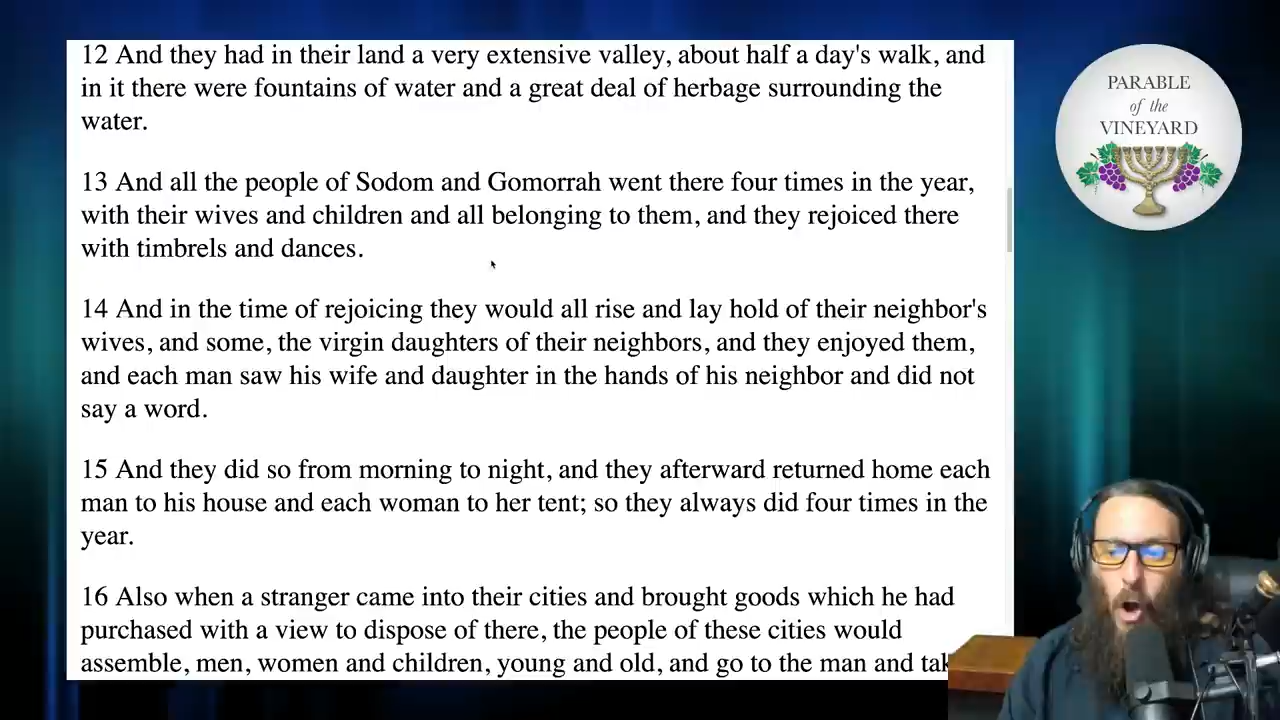 12 And they had in their land a very extensive valley, about half a day's walk, and
in it there were fountains of water and a great deal of herbage surrounding the
water.
13 And all the people of Sodom and Gomorrah went there four times in the year,
with their wives and children and all belonging to them, and they rejoiced there
with timbrels and dances.
14 And in the time of rejoicing they would all rise and lay hold of their neighbor's
wives, and some, the virgin daughters of their neighbors, and they enjoyed them,
and each man saw his wife and daughter in the hands of his neighbor and did not
say a word.
15 And they did so from morning to night, and they afterward returned home each
man to his house and each woman to her tent; so they always did four times in the
year.
16 Also when a stranger came into their cities and brought goods which he had
purchased with a view to dispose of there, the people of these cities would
assemble, men, women and children, young and old, and go to the man and
PARABLE
of the
VINEYARD